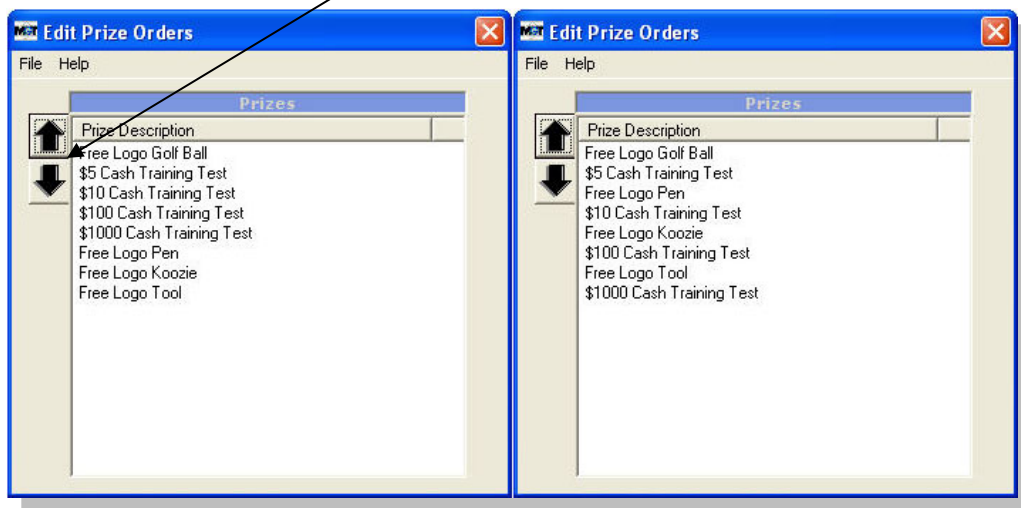 MGT Edit Prize Orders
File Help
Prizes
Prize Description
Free Logo Golf Ball
$5 Cash Training Test
$10 Cash Training Test
$100 Cash Training Test
$1000 Cash Training Test
Free Logo Pen
Free Logo Koozie
Free Logo Tool
MGT Edit Prize Orders
File Help
Prizes
Prize Description
Free Logo Golf Ball
$5 Cash Training Test
Free Logo Pen
$10 Cash Training Test
Free Logo Koozie
$100 Cash Training Test
Free Logo Tool
$1000 Cash Training Test